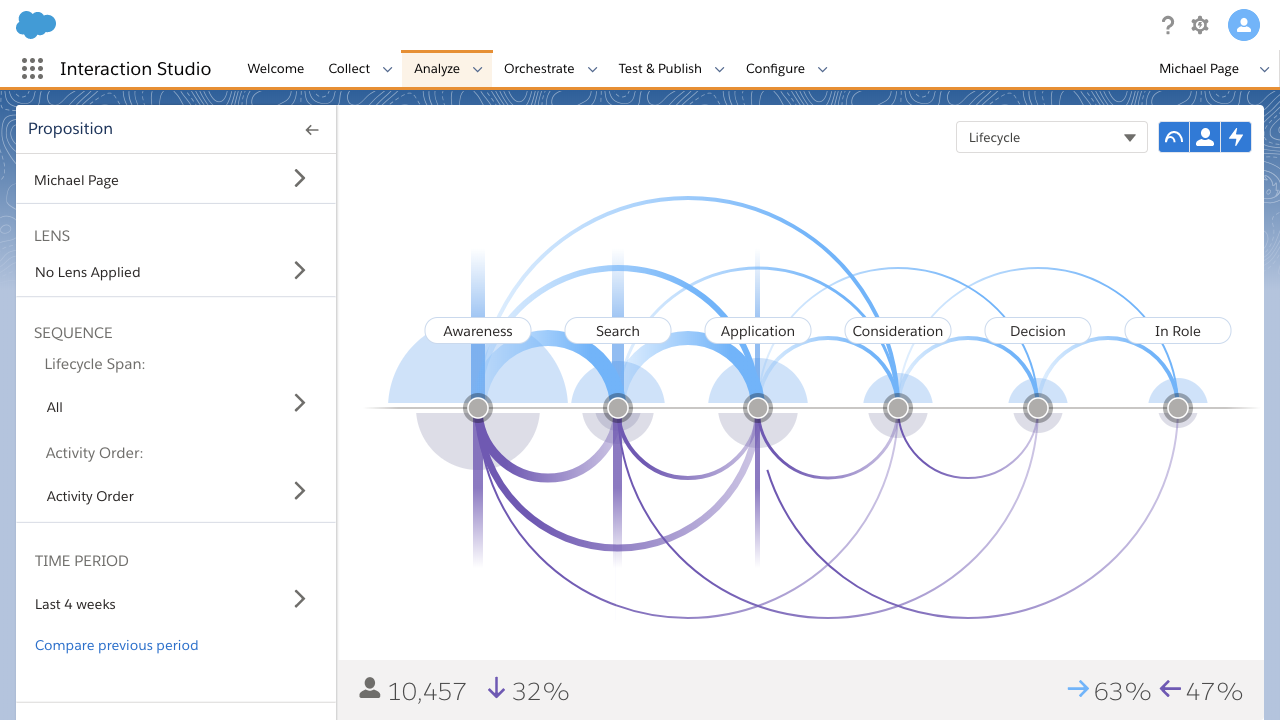 ?
Interaction Studio
Welcome
Collect
Analyze
Orchestrate
Test & Publish
Configure
Michael Page
Proposition
Lifecycle
Michael Page
LENS
No Lens Applied
SEQUENCE
Lifecycle Span:
All
Activity Order:
Activity Order
TIME PERIOD
Last 4 weeks
Compare previous period
Awareness
Search
Application
Consideration
Decision
In Role
10,457
32%
63%
47%